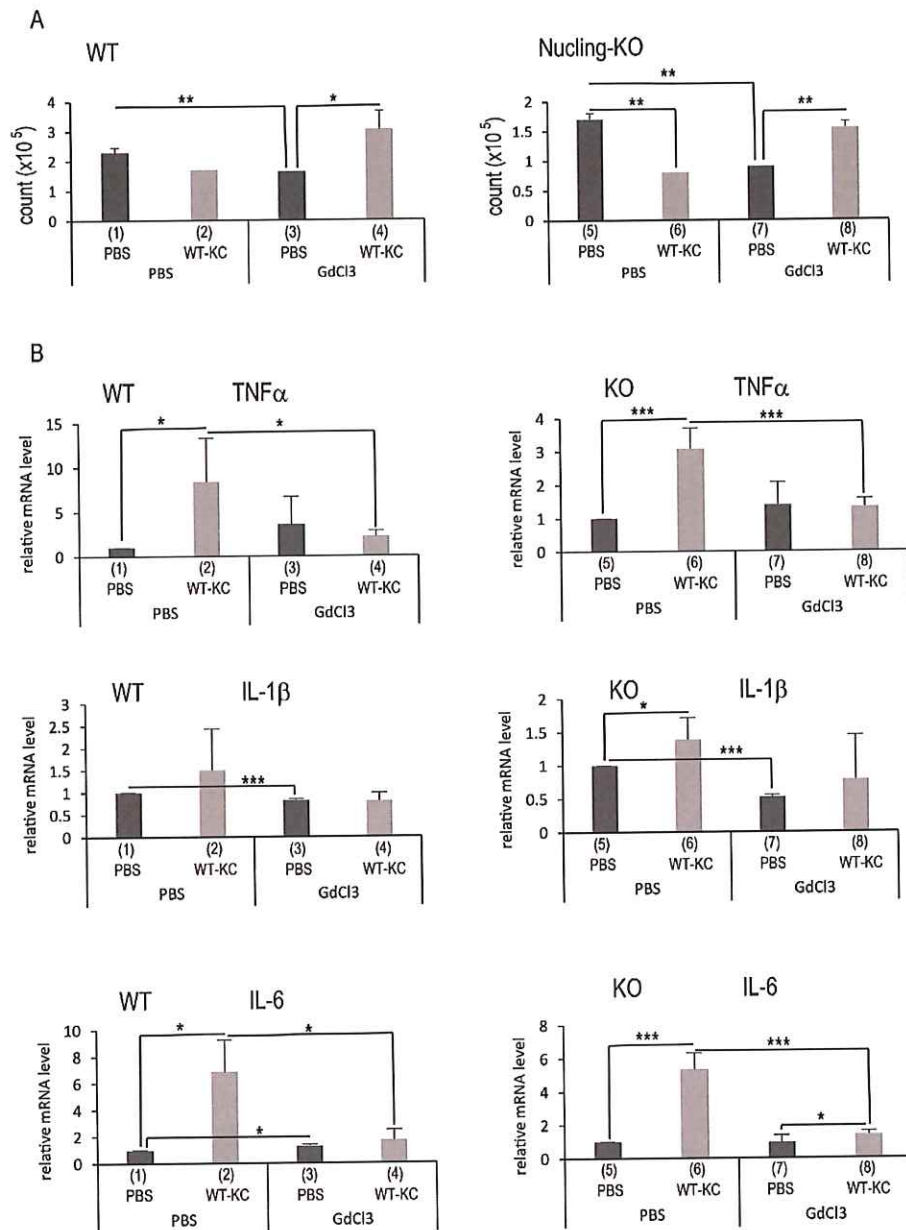 A
WT
Nucling-KO
** *
** ** **
count (x10 5)
4
3
2
1
0
(1) (2) (3) (4)
PBS WT-KC PBS WT-KC
PBS GdCl3
count (x10 5)
2
1.5
1
0.5
0
(5) (6) (7) (8)
PBS WT-KC PBS WT-KC
PBS GdCl3
B
WT TNFα
* *
relative mRNA level
15
10
5
0
(1) (2) (3) (4)
PBS WT-KC PBS WT-KC
PBS GdCl3
KO TNFα
*** ***
relative mRNA level
4
3
2
1
0
(5) (6) (7) (8)
PBS WT-KC PBS WT-KC
PBS GdCl3
WT IL-1β
***
relative mRNA level
3
2.5
2
1.5
1
0.5
0
(1) (2) (3) (4)
PBS WT-KC PBS WT-KC
PBS GdCl3
KO IL-1β
*
***
relative mRNA level
2
1.5
1
0.5
0
(5) (6) (7) (8)
PBS WT-KC PBS WT-KC
PBS GdCl3
WT IL-6
* *
*
relative mRNA level
10
8
6
4
2
0
(1) (2) (3) (4)
PBS WT-KC PBS WT-KC
PBS GdCl3
KO IL-6
*** ***
*
relative mRNA level
8
6
4
2
0
(5) (6) (7) (8)
PBS WT-KC PBS WT-KC
PBS GdCl3